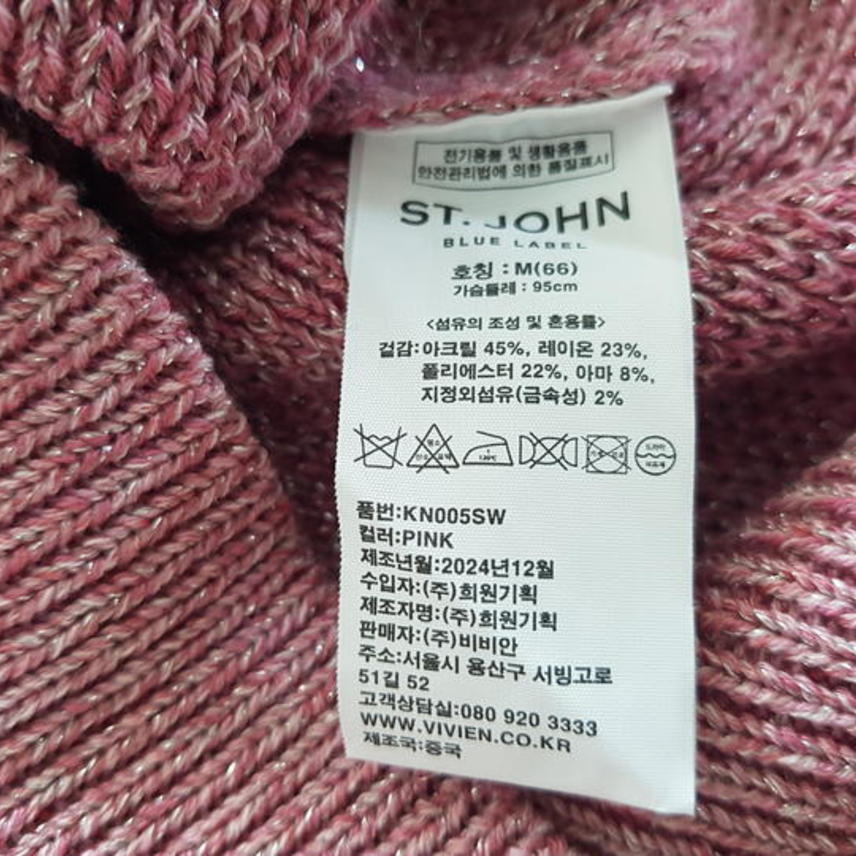 전기용품 및 생활용품
안전관리법에 의한 품질표시
ST. JOHN
BLUE LABEL
호칭 : M(66)
가슴둘레 : 95cm
<섬유의 조성 및 혼용률>
겉감:아크릴 45%, 레이온 23%,
폴리에스터 22%, 아마 8%,
지정외섬유(금속성) 2%
품번:KN005SW
컬러:PINK
제조년월:2024년12월
수입자:(주)희원기획
제조자명:(주)희원기획
판매자:(주)비비안
주소:서울시 용산구 서빙고로
51길 52
고객상담실:080 920 3333
WWW.VIVIEN.CO.KR
제조국:중국